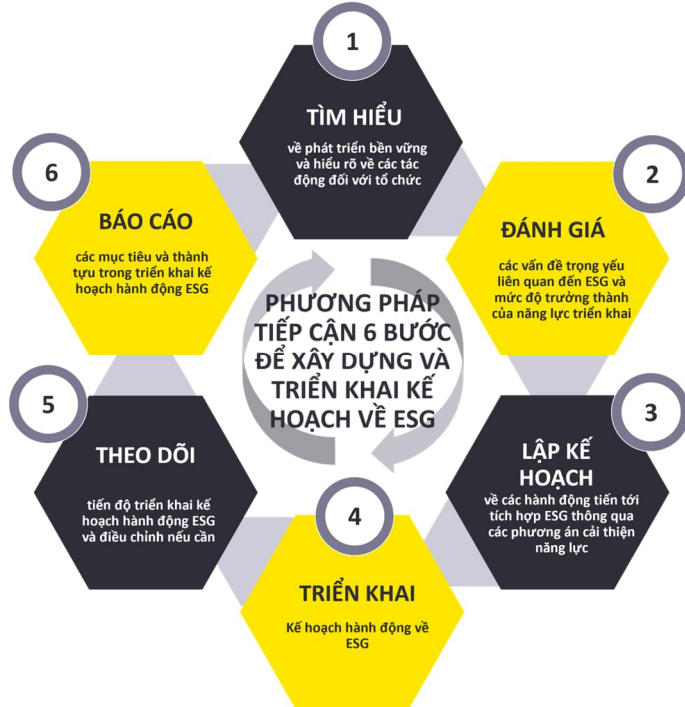 1
TÌM HIỂU
về phát triển bền vững
và hiểu rõ về các tác
động đối với tổ chức
2
ĐÁNH GIÁ
các vấn đề trọng yếu
liên quan đến ESG và
mức độ trưởng thành
của năng lực triển khai
3
LẬP KẾ
HOẠCH
về các hành động tiến tới
tích hợp ESG thông qua
các phương án cải thiện
năng lực
4
TRIỂN KHAI
Kế hoạch hành động về
ESG
5
THEO DÕI
tiến độ triển khai kế
hoạch hành động ESG
và điều chỉnh nếu cần
6
BÁO CÁO
các mục tiêu và thành
tựu trong triển khai kế
hoạch hành động ESG
PHƯƠNG PHÁP
TIẾP CẬN 6 BƯỚC
ĐỂ XÂY DỰNG VÀ
TRIỂN KHAI KẾ
HOẠCH VỀ ESG